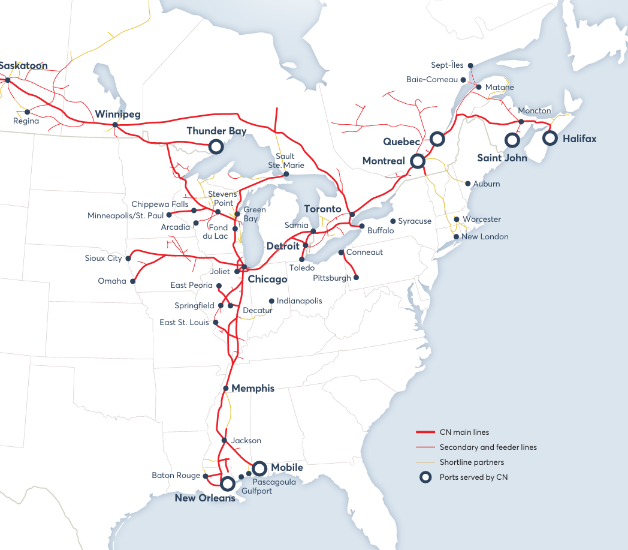 Saskatoon
Regina
Winnipeg
Thunder Bay
Sept-Îles
Baie-Comeau
Matane
Moncton
Quebec
Halifax
Saint John
Montreal
Sault
Ste. Marie
Auburn
Stevens
Point
Chippewa Falls
Minneapolis/St. Paul
Green
Bay
Toronto
Syracuse
Worcester
Arcadia
Fond
du Lac
Sarnia
Buffalo
New London
Detroit
Sioux City
Conneaut
Toledo
Joliet
Chicago
Pittsburgh
Omaha
East Peoria
Indianapolis
Springfield
Decatur
East St. Louis
Memphis
CN main lines
Jackson
Secondary and feeder lines
Shortline partners
Mobile
Baton Rouge
Ports served by CN
Pascagoula
Gulfport
New Orleans